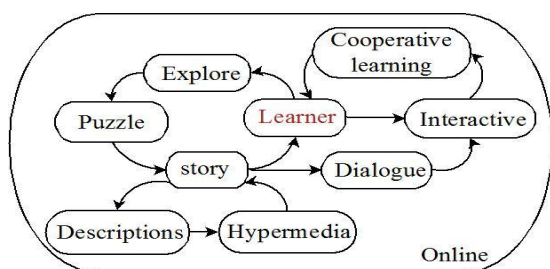 Cooperative
learning
Explore
Puzzle
Learner
Interactive
story
Dialogue
Descriptions
Hypermedia
Online